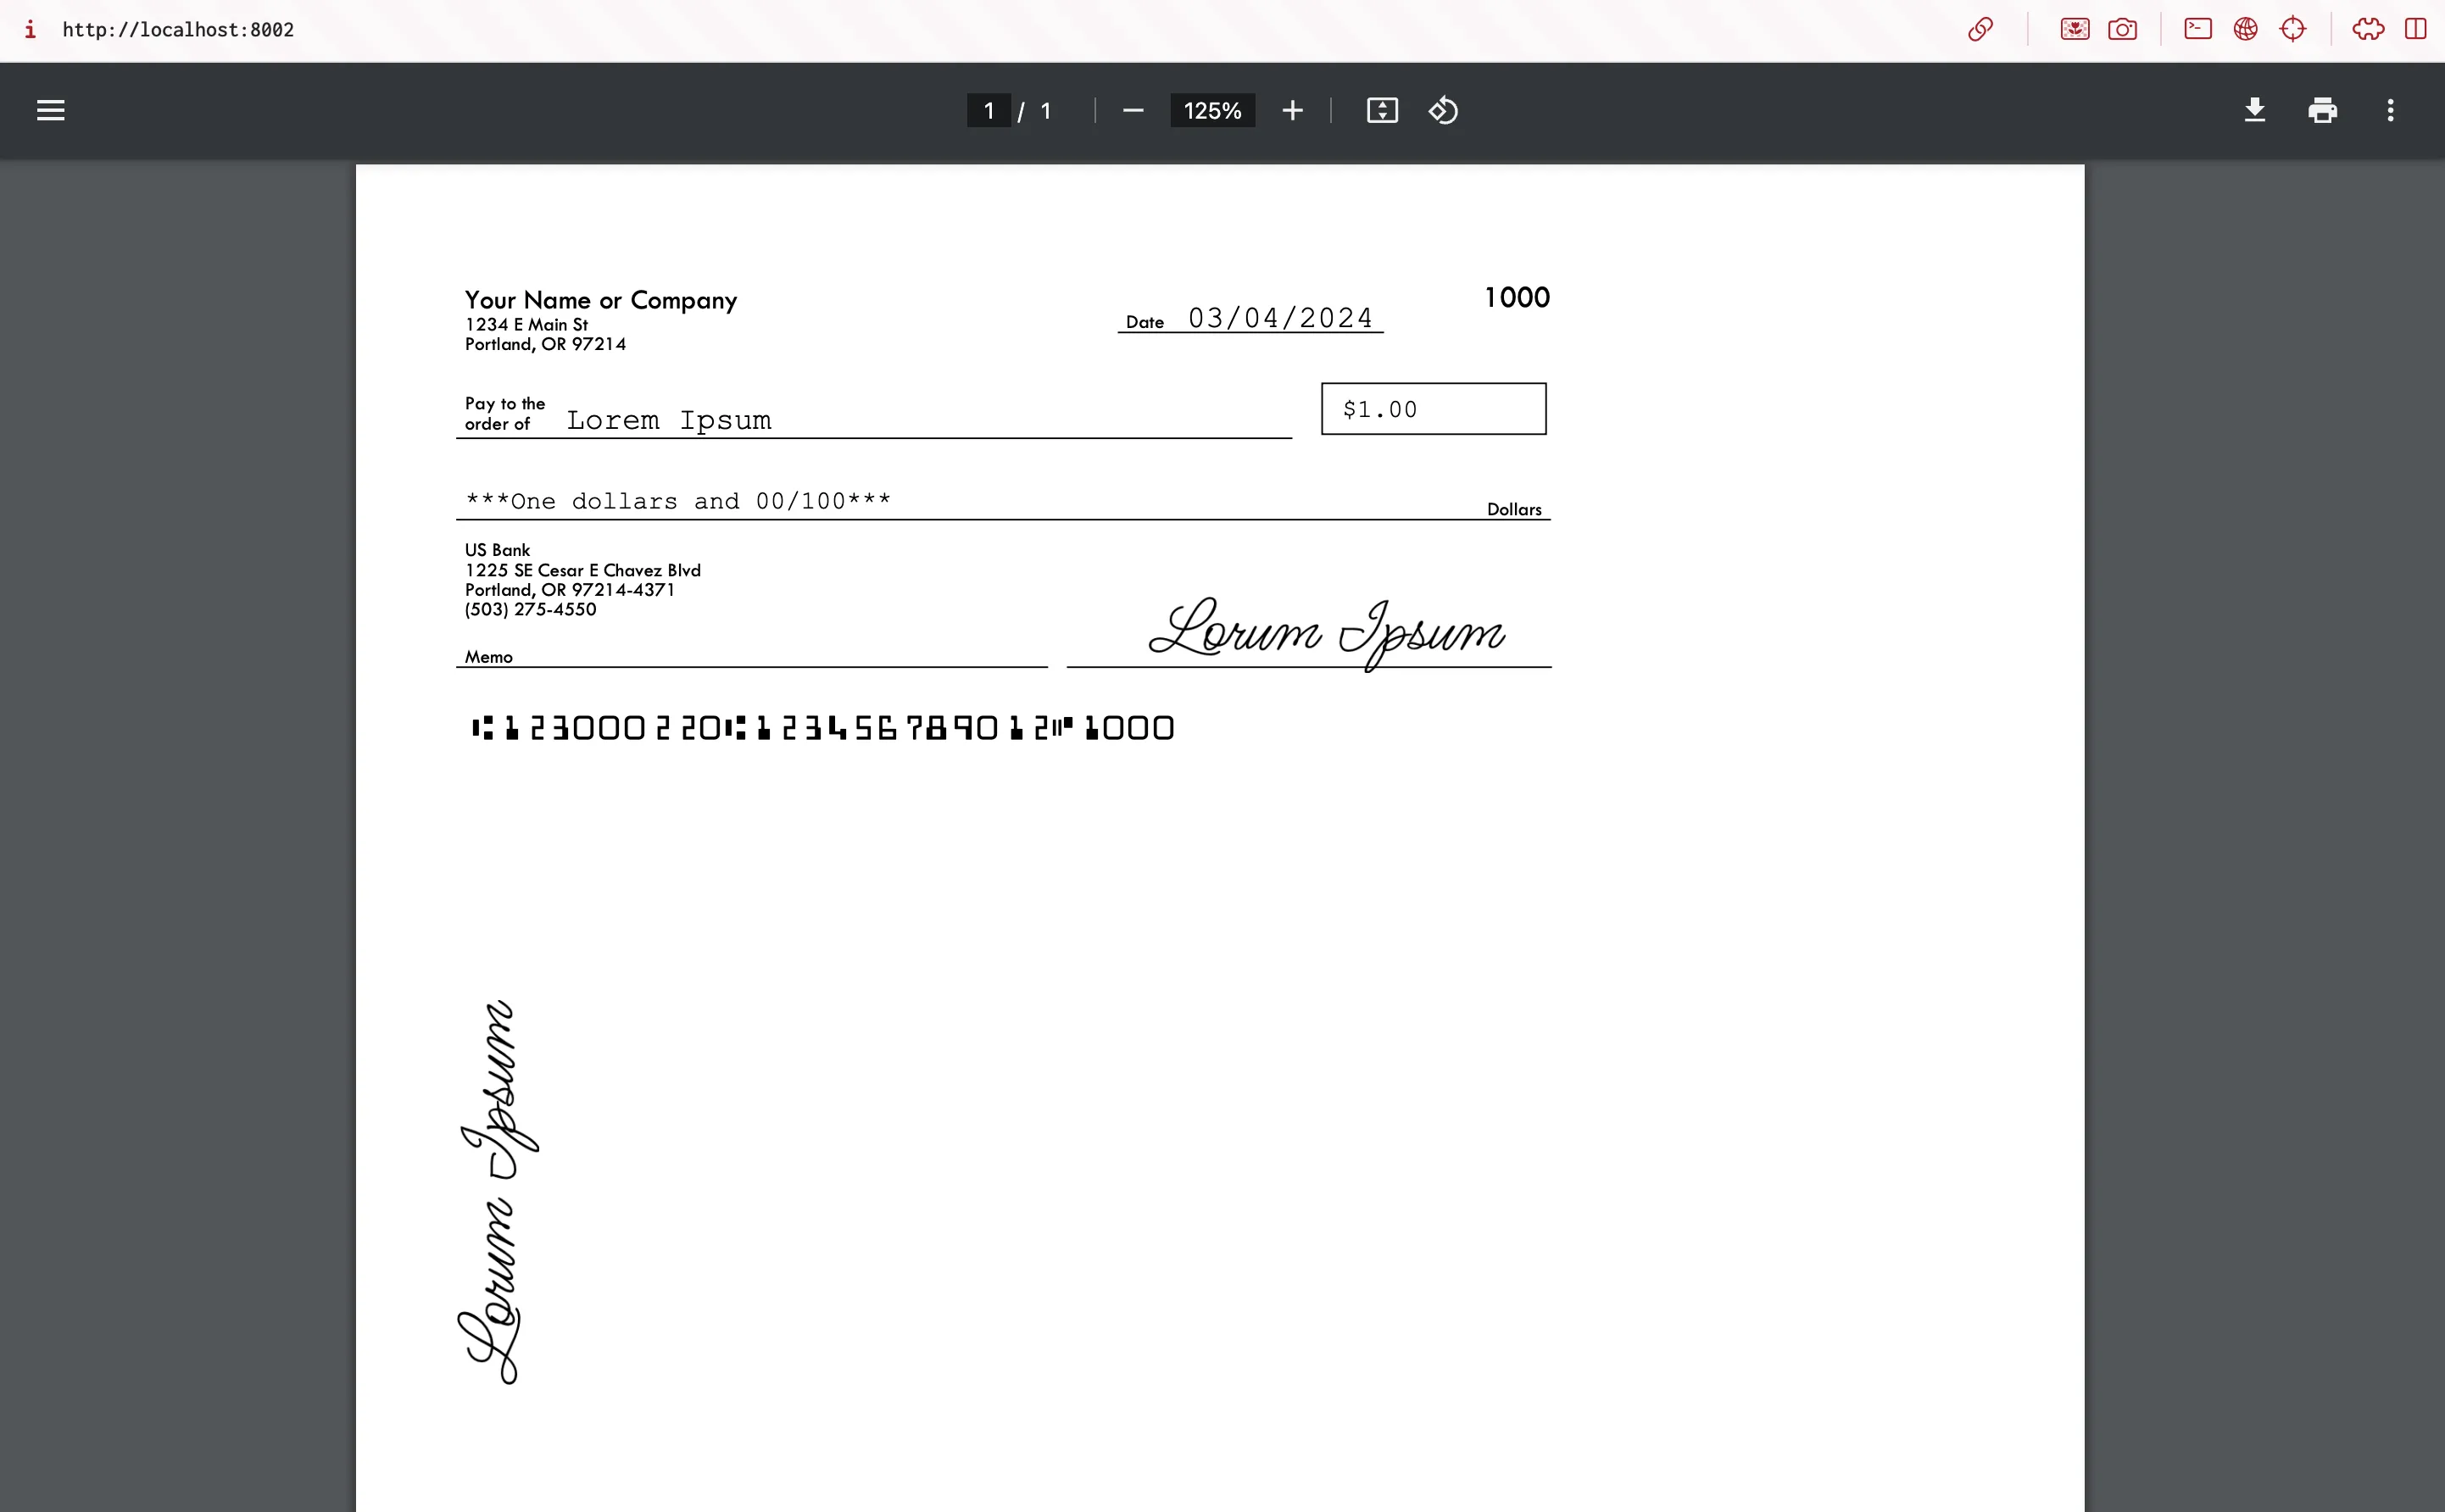 http://localhost:8002
1 / 1
125%
Your Name or Company
1234 E Main St
Portland, OR 97214
Date 03/04/2024
1000
Pay to the
order of Lorem Ipsum
$1.00
***One dollars and 00/100***
Dollars
US Bank
1225 SE Cesar E Chavez Blvd
Portland, OR 97214-4371
(503) 275-4550
Memo
Lorum Ipsum
⑆123000220⑆123456789012⑈1000
Lorum Ipsum